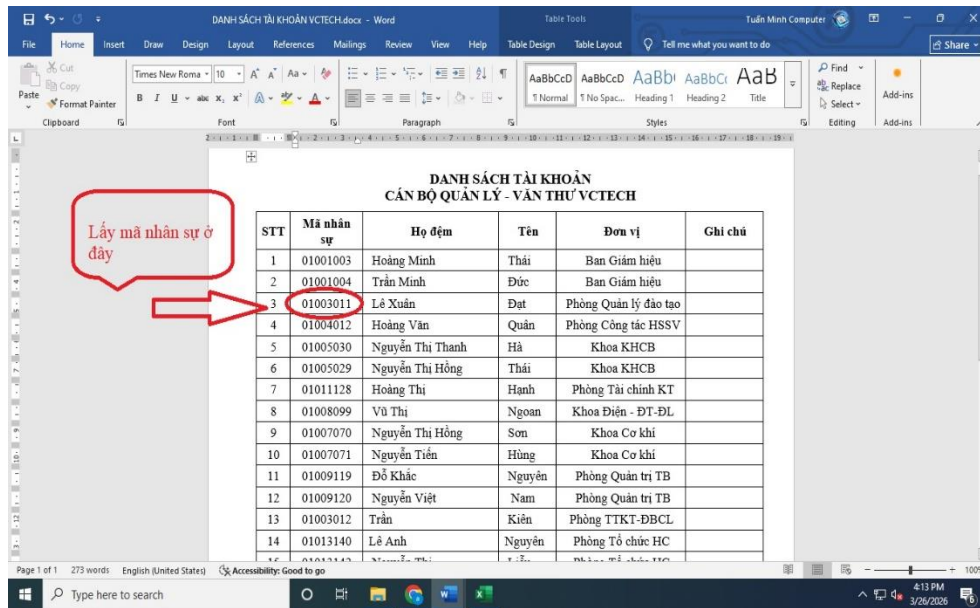 DANH SÁCH TÀI KHOẢN VCTECH.docx - Word
Table Tools
Tuấn Minh Computer
File Home Insert Draw Design Layout References Mailings Review View Help Table Design Table Layout Tell me what you want to do Share
Paste
Cut
Copy
Format Painter
Times New Roma 10
AaBbCcD AaBbCcD AaBb( AaBbC( AaB
¶ Normal ¶ No Spac... Heading 1 Heading 2 Title
Find
Replace
Select
Add-ins
Clipboard Font Paragraph Styles Editing Add-ins
DANH SÁCH TÀI KHOẢN
CÁN BỘ QUẢN LÝ - VĂN THƯ VCTECH
Lấy mã nhân sự ở
đây
STT Mã nhân sự Họ đệm Tên Đơn vị Ghi chú
1 01001003 Hoàng Minh Thái Ban Giám hiệu
2 01001004 Trần Minh Đức Ban Giám hiệu
3 01003011 Lê Xuân Đạt Phòng Quản lý đào tạo
4 01004012 Hoàng Văn Quân Phòng Công tác HSSV
5 01005030 Nguyễn Thị Thanh Hà Khoa KHCB
6 01005029 Nguyễn Thị Hồng Thái Khoa KHCB
7 01011128 Hoàng Thị Hạnh Phòng Tài chính KT
8 01008099 Vũ Thị Ngoan Khoa Điện - ĐT-ĐL
9 01007070 Nguyễn Thị Hồng Sơn Khoa Cơ khí
10 01007071 Nguyễn Tiến Hùng Khoa Cơ khí
11 01009119 Đỗ Khắc Nguyên Phòng Quản trị TB
12 01009120 Nguyễn Việt Nam Phòng Quản trị TB
13 01003012 Trần Kiên Phòng TTKT-ĐBCL
14 01013140 Lê Anh Nguyên Phòng Tổ chức HC
Page 1 of 1 273 words English (United States) Accessibility: Good to go 100%
Type here to search
4:13 PM
3/26/2026